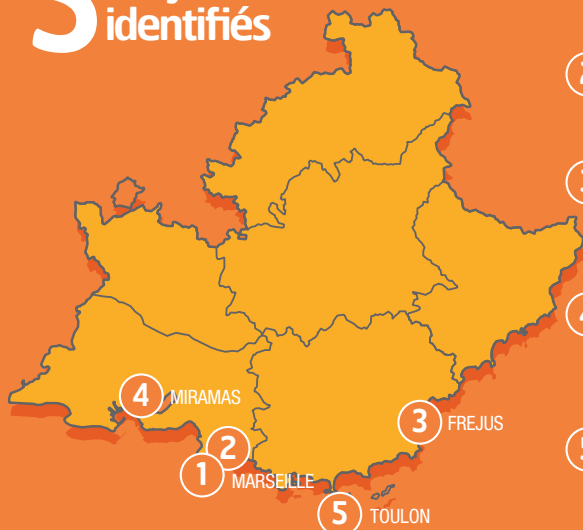 identifiés
4 MIRAMAS
3 FREJUS
2
1 MARSEILLE
5 TOULON